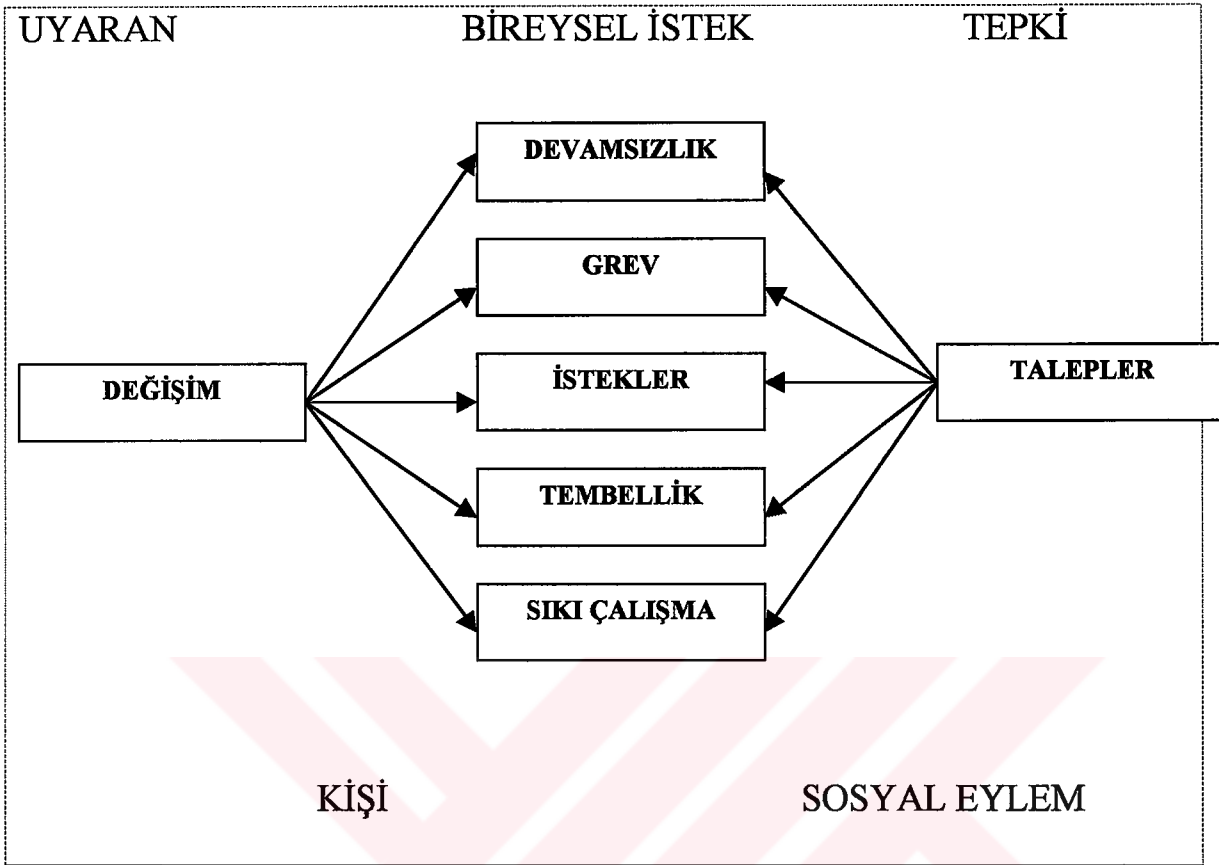 UYARAN BİREYSEL İSTEK TEPKİ
DEVAMSIZLIK
GREV
İSTEKLER
TALEPLER
DEĞİŞİM
TEMBELLİK
SIKI ÇALIŞMA
KİŞİ SOSYAL EYLEM